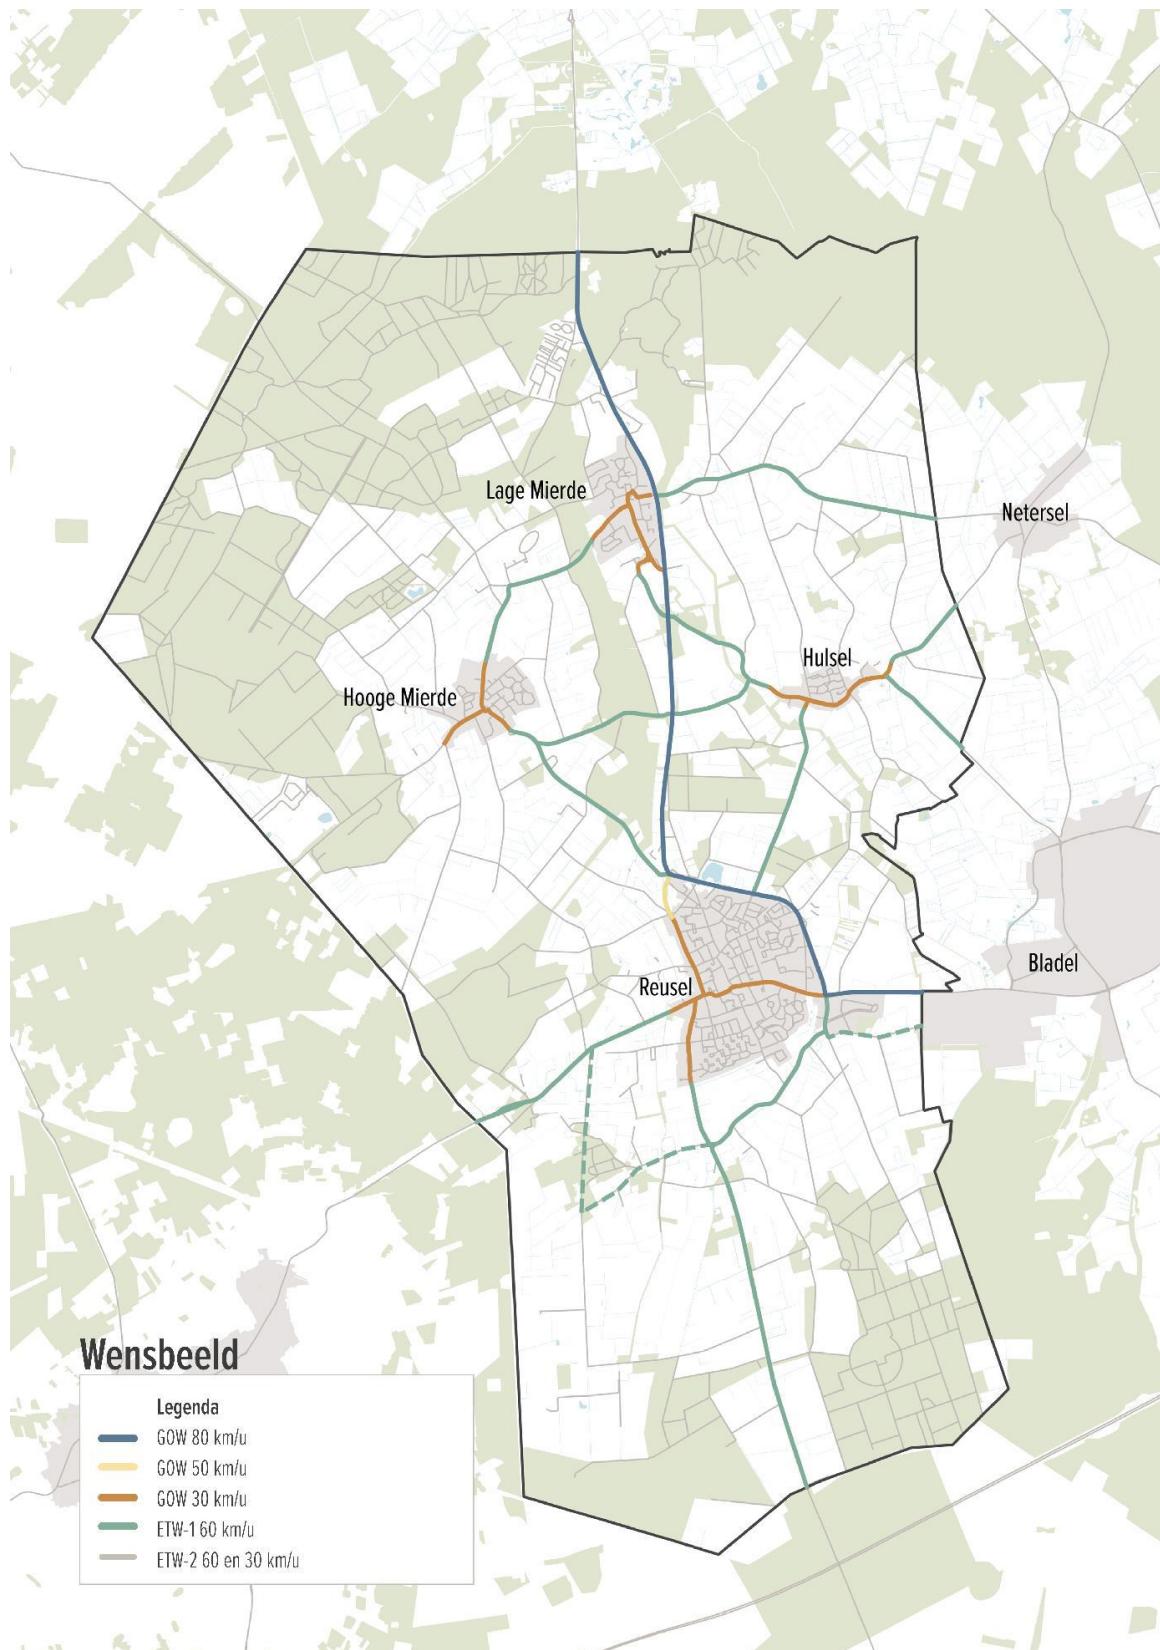 Lage Mierde
Netersel
Hulsel
Hooge Mierde
Bladel
Reusel
Wensbeeld
Legenda
GOW 80 km/u
GOW 50 km/u
GOW 30 km/u
ETW-1 60 km/u
ETW-2 60 en 30 km/u